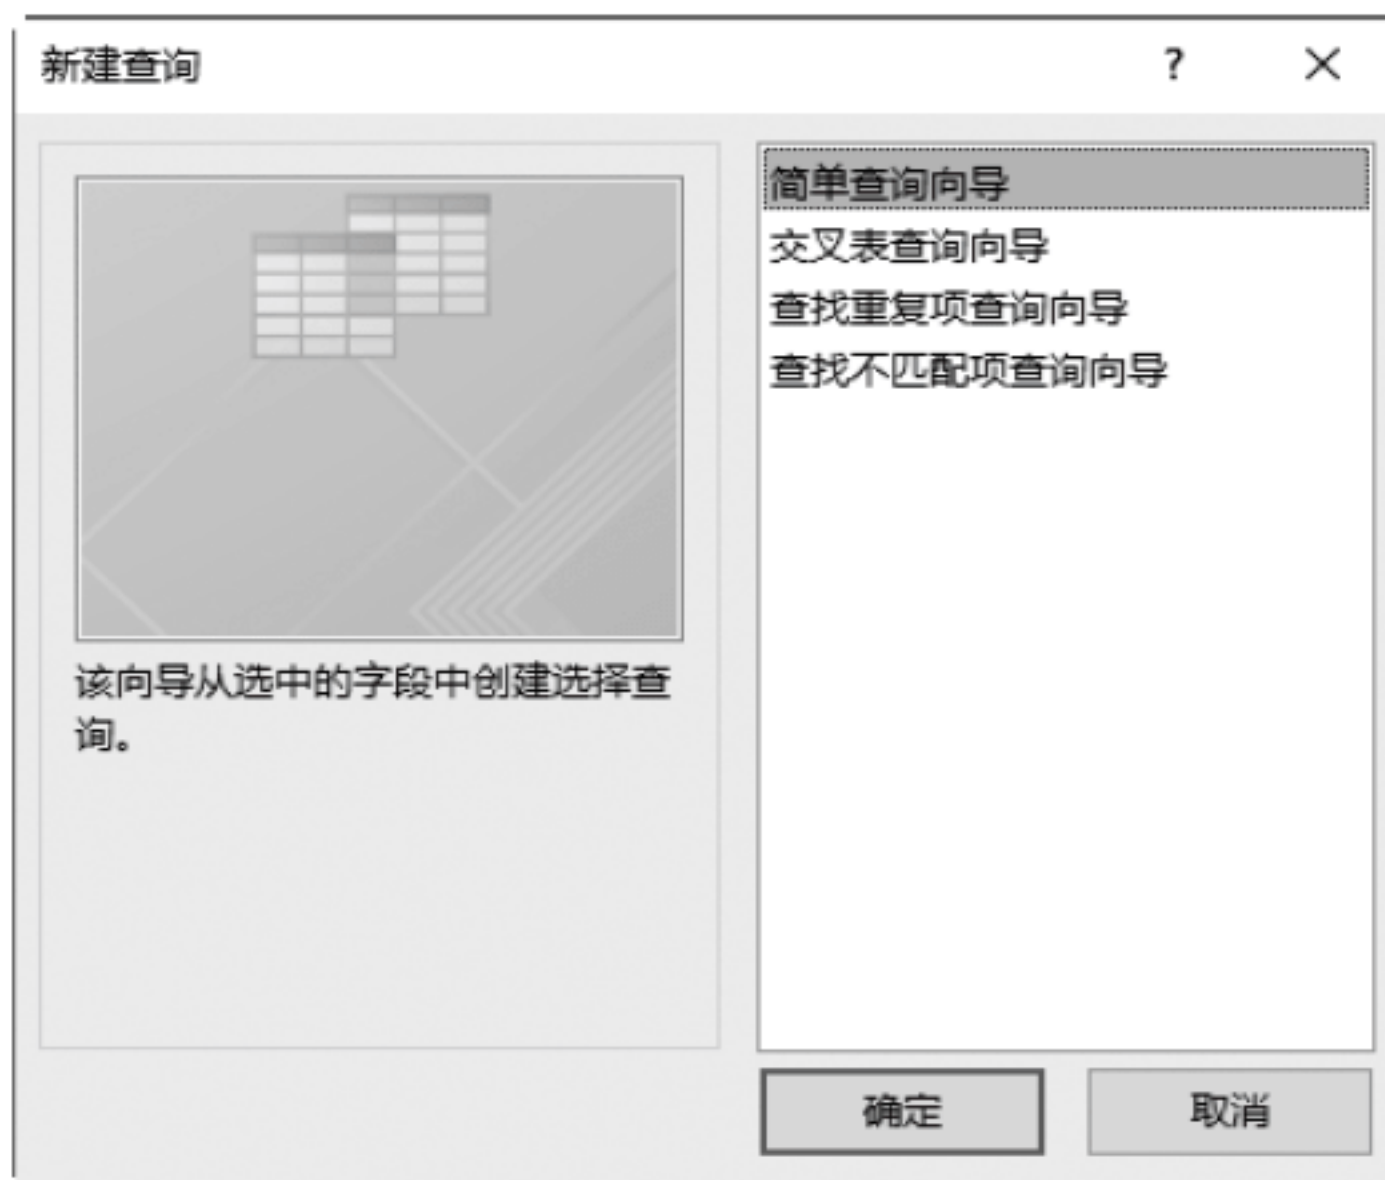 新建查询
?
简单查询向导
交叉表查询向导
查找重复项查询向导
查找不匹配项查询向导
该向导从选中的字段中创建选择查
询。
确定
取消